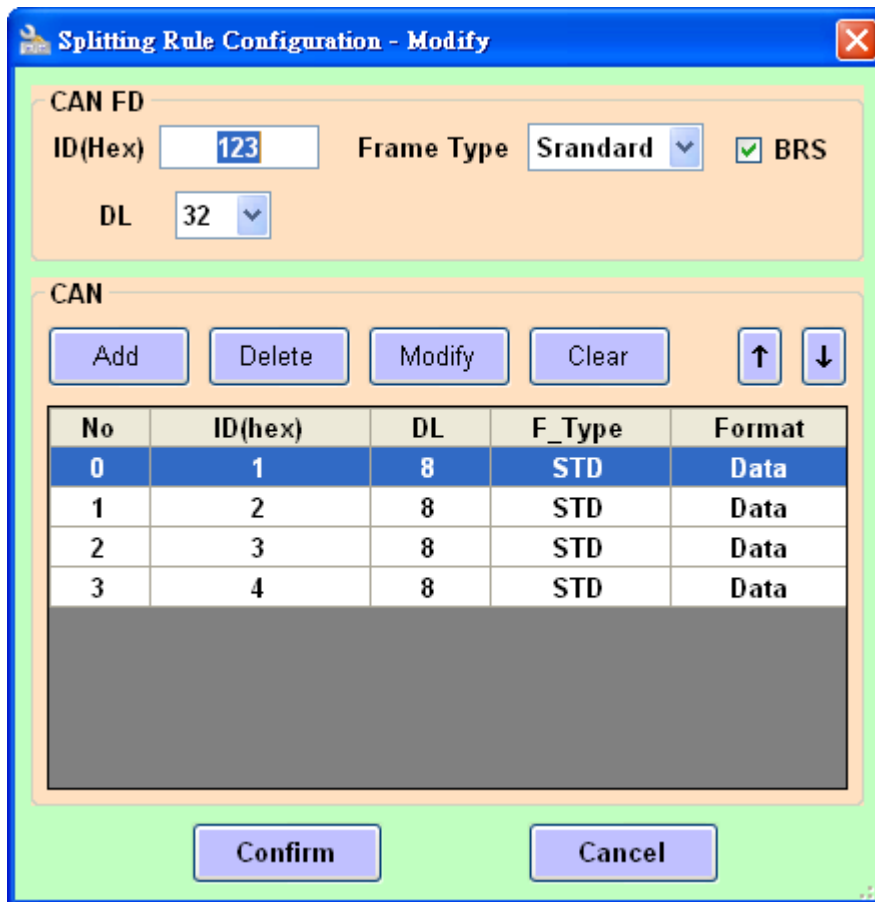 Splitting Rule Configuration - Modify
CAN FD
ID(Hex) 123 Frame Type Srandard BRS
DL 32
CAN
Add Delete Modify Clear ↑ ↓
No ID(hex) DL F_Type Format
0 1 8 STD Data
1 2 8 STD Data
2 3 8 STD Data
3 4 8 STD Data
Confirm Cancel